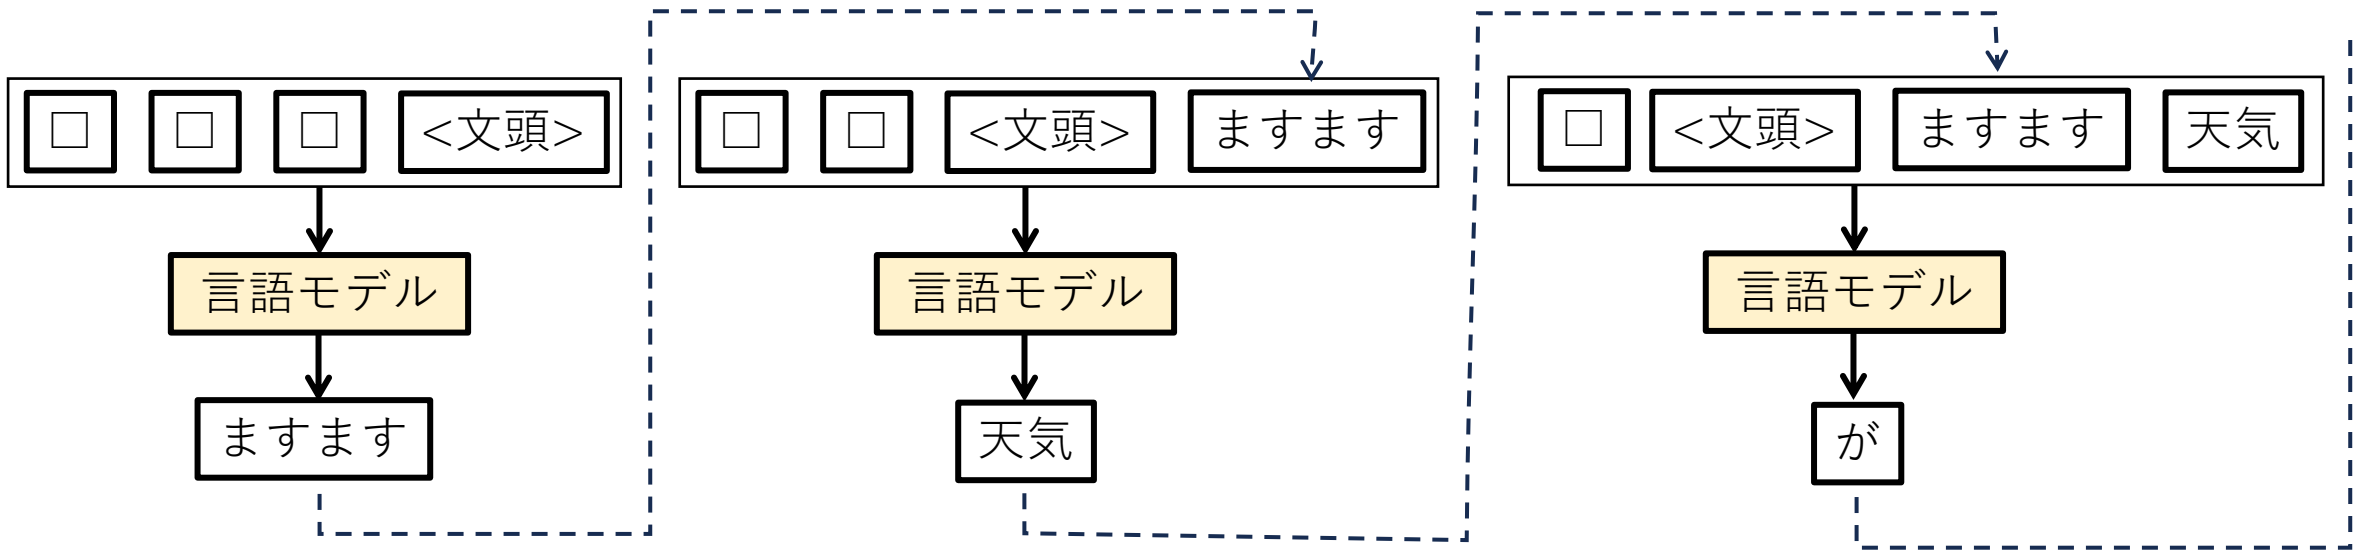 □ □ □ <文頭>
言語モデル
ますます
□ □ <文頭> ますます
言語モデル
天気
□ <文頭> ますます 天気
言語モデル
が